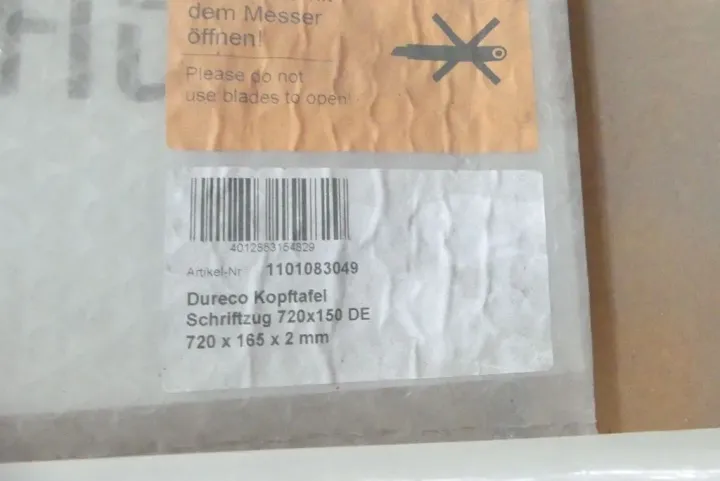 dem Messer
öffnen!
Please do not
use blades to open!
4012863154829
Artikel-Nr 1101083049
Dureco Kopftafel
Schriftzug 720x150 DE
720 x 165 x 2 mm